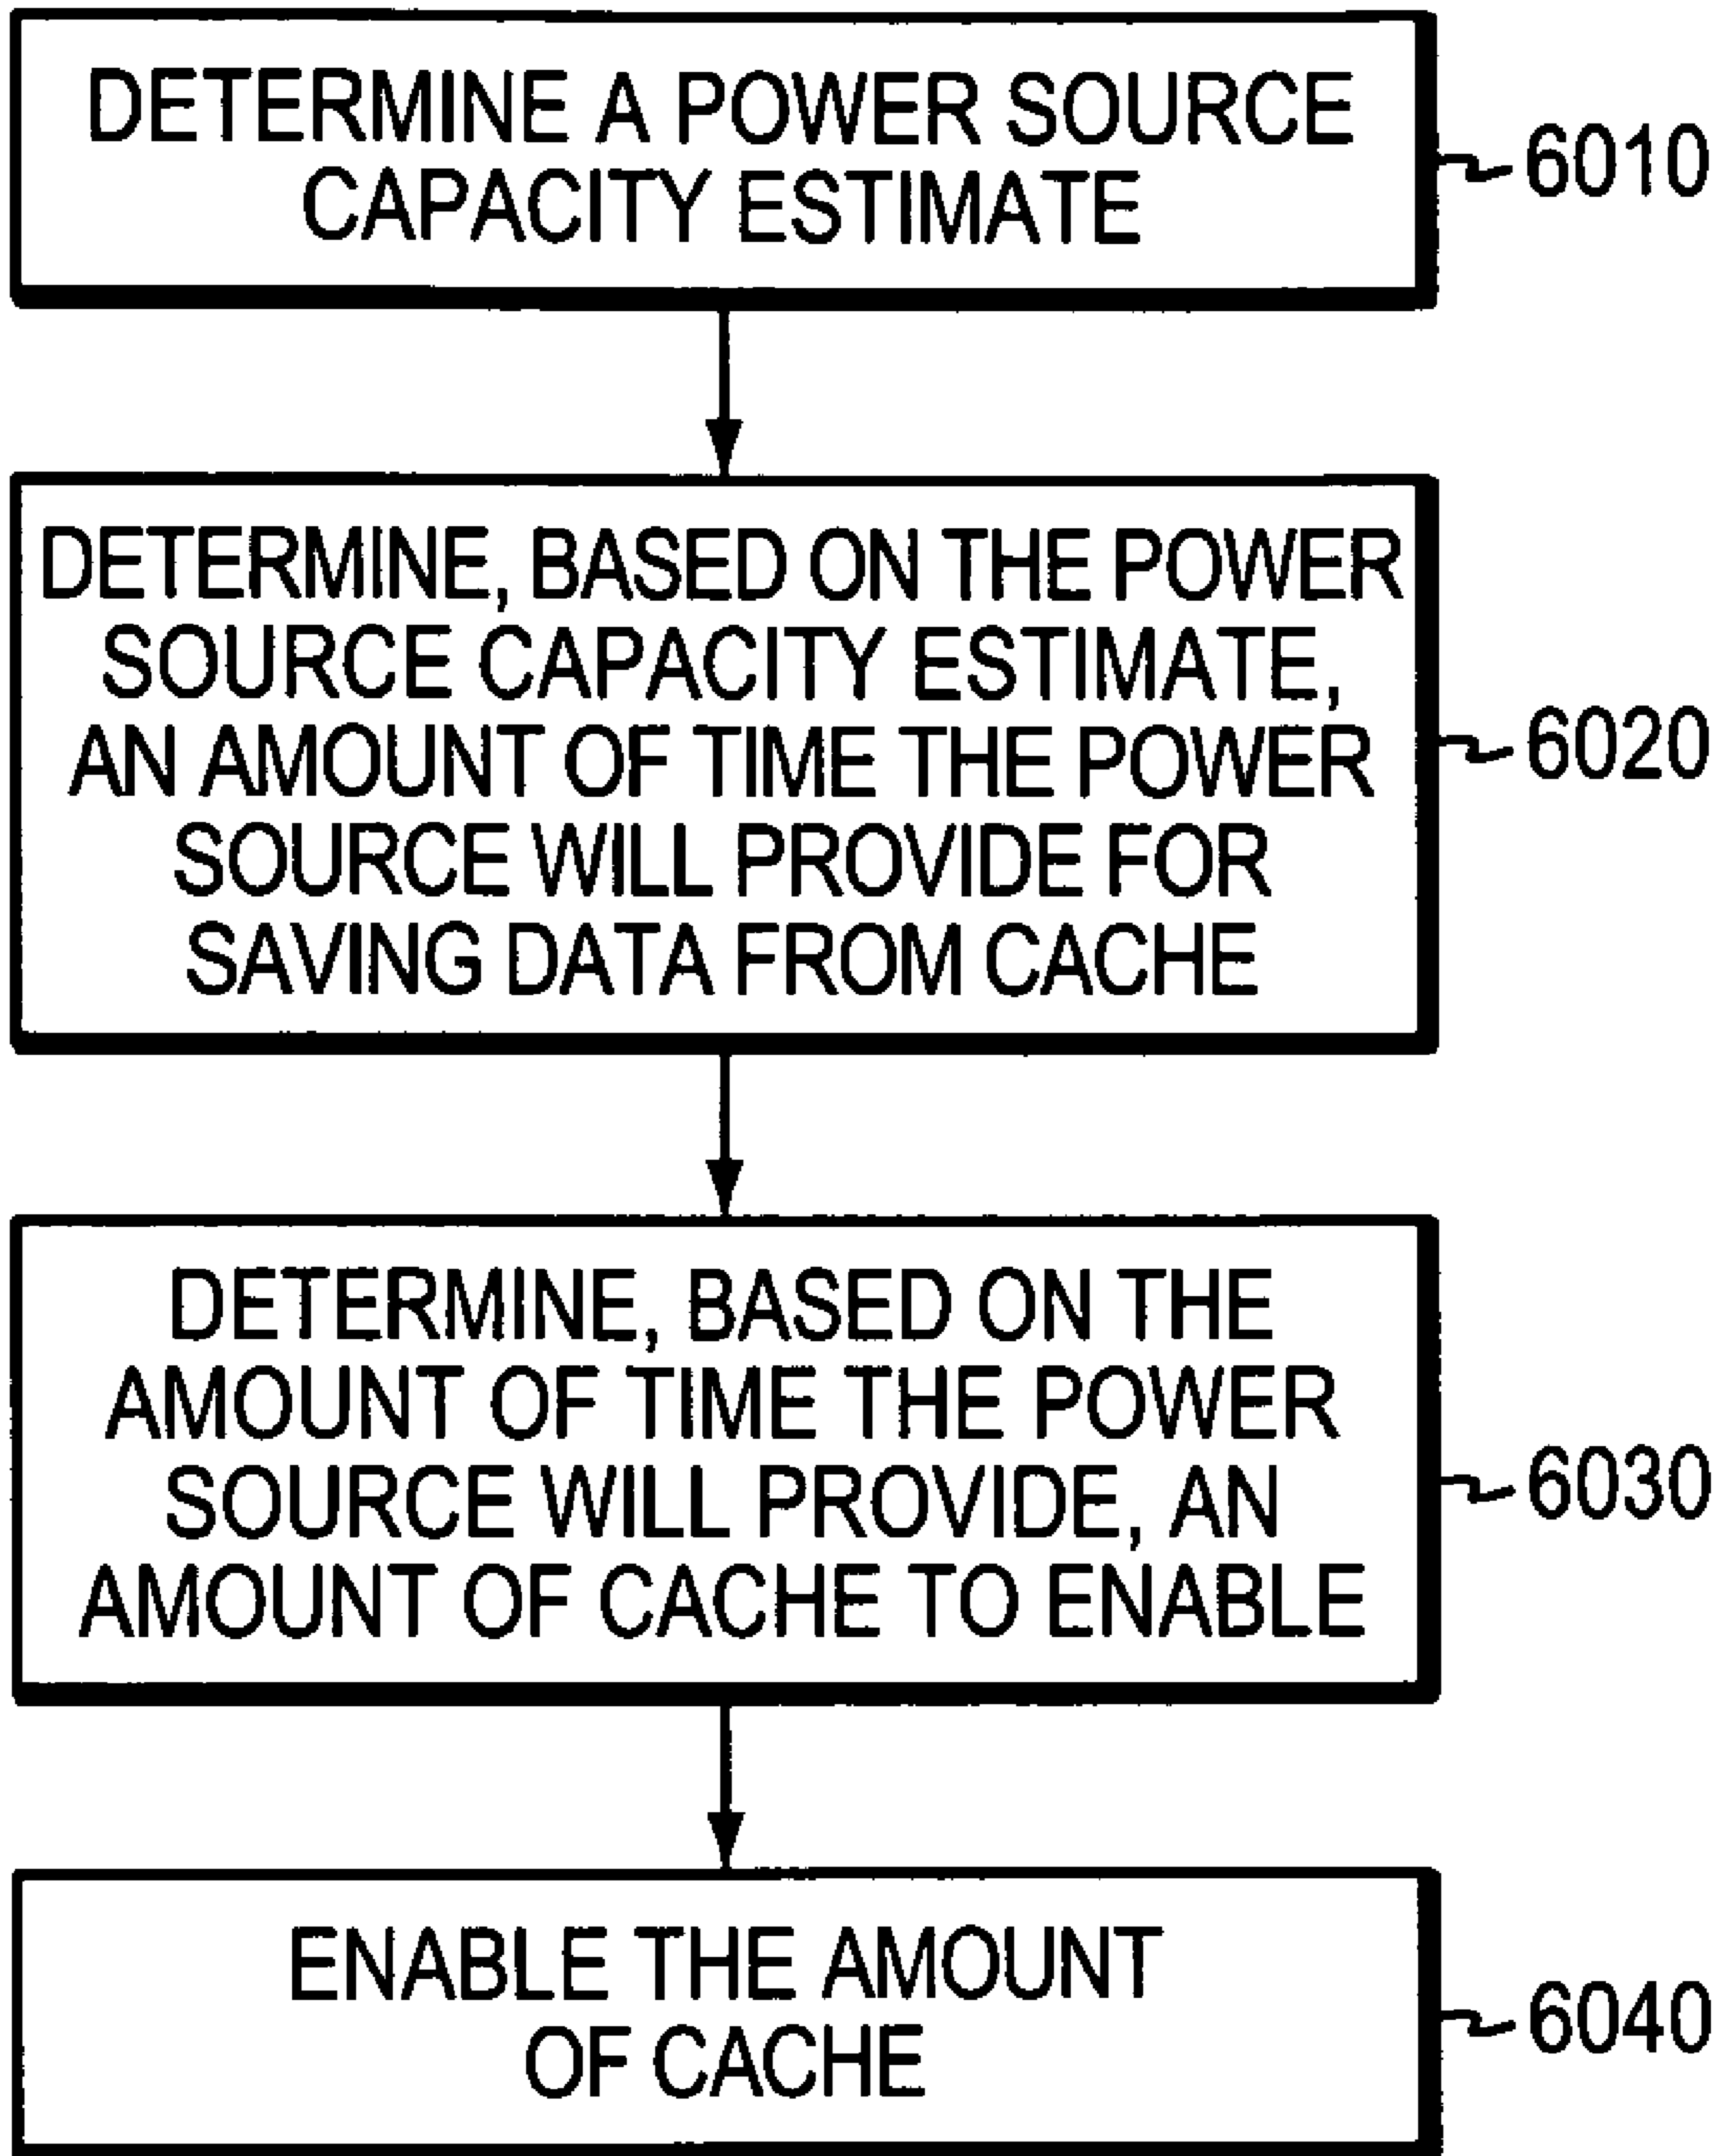 DETERMINE A POWER SOURCE
CAPACITY ESTIMATE
6010
DETERMINE, BASED ON THE POWER
SOURCE CAPACITY ESTIMATE,
AN AMOUNT OF TIME THE POWER
SOURCE WILL PROVIDE FOR
SAVING DATA FROM CACHE
6020
DETERMINE, BASED ON THE
AMOUNT OF TIME THE POWER
SOURCE WILL PROVIDE, AN
AMOUNT OF CACHE TO ENABLE
6030
ENABLE THE AMOUNT
OF CACHE
6040